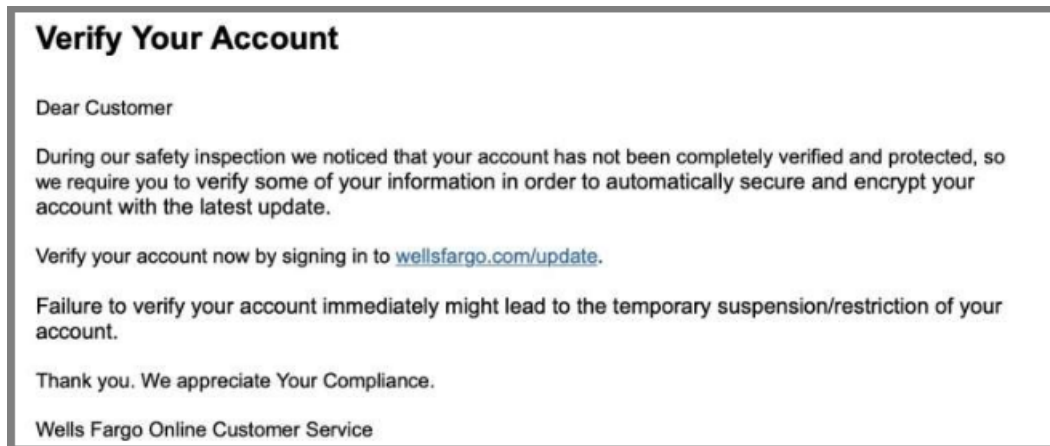 Verify Your Account
Dear Customer
During our safety inspection we noticed that your account has not been completely verified and protected, so
we require you to verify some of your information in order to automatically secure and encrypt your
account with the latest update.
Verify your account now by signing in to wellsfargo.com/update.
Failure to verify your account immediately might lead to the temporary suspension/restriction of your
account.
Thank you. We appreciate Your Compliance.
Wells Fargo Online Customer Service